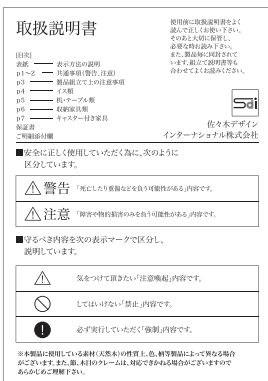 取扱説明書
使用前に取扱説明書をよく
読んで正しくお使い下さい。
そのあと大切に保管し、
必要な時お読み下さい。
また、製品毎に同封されて
います、組立て説明書等も
合わせてよくお読みください。
[目次]
表紙 ― 表示方法の説明
p1～2 ― 共通事項(警告、注意)
p3 ― 製品組立て上の注意事項
p4 ― イス類
p5 ― 机・テーブル類
p6 ― 収納家具類
p7 ― キャスター付き家具
保証書
ご明細添付欄
sdi
佐々木デザイン
インターナショナル株式会社
■安全に正しく使用していただく為に、次のように
区分しています。
警告 「死亡したり重傷などを負う可能性がある」内容です。
注意 「障害や物的損害のみを負う可能性がある」内容です。
■守るべき内容を次の表示マークで区分し、
説明しています。
気をつけて頂きたい「注意喚起」内容です。
してはいけない「禁止」内容です。
必ず実行していただく「強制」内容です。
※本製品に使用している素材(天然木)の性質上、色、柄等製品によって異なる場合
がございます。また、節、木目のクレームは、対応できかねる場合がございますので
あらかじめご理解下さい。